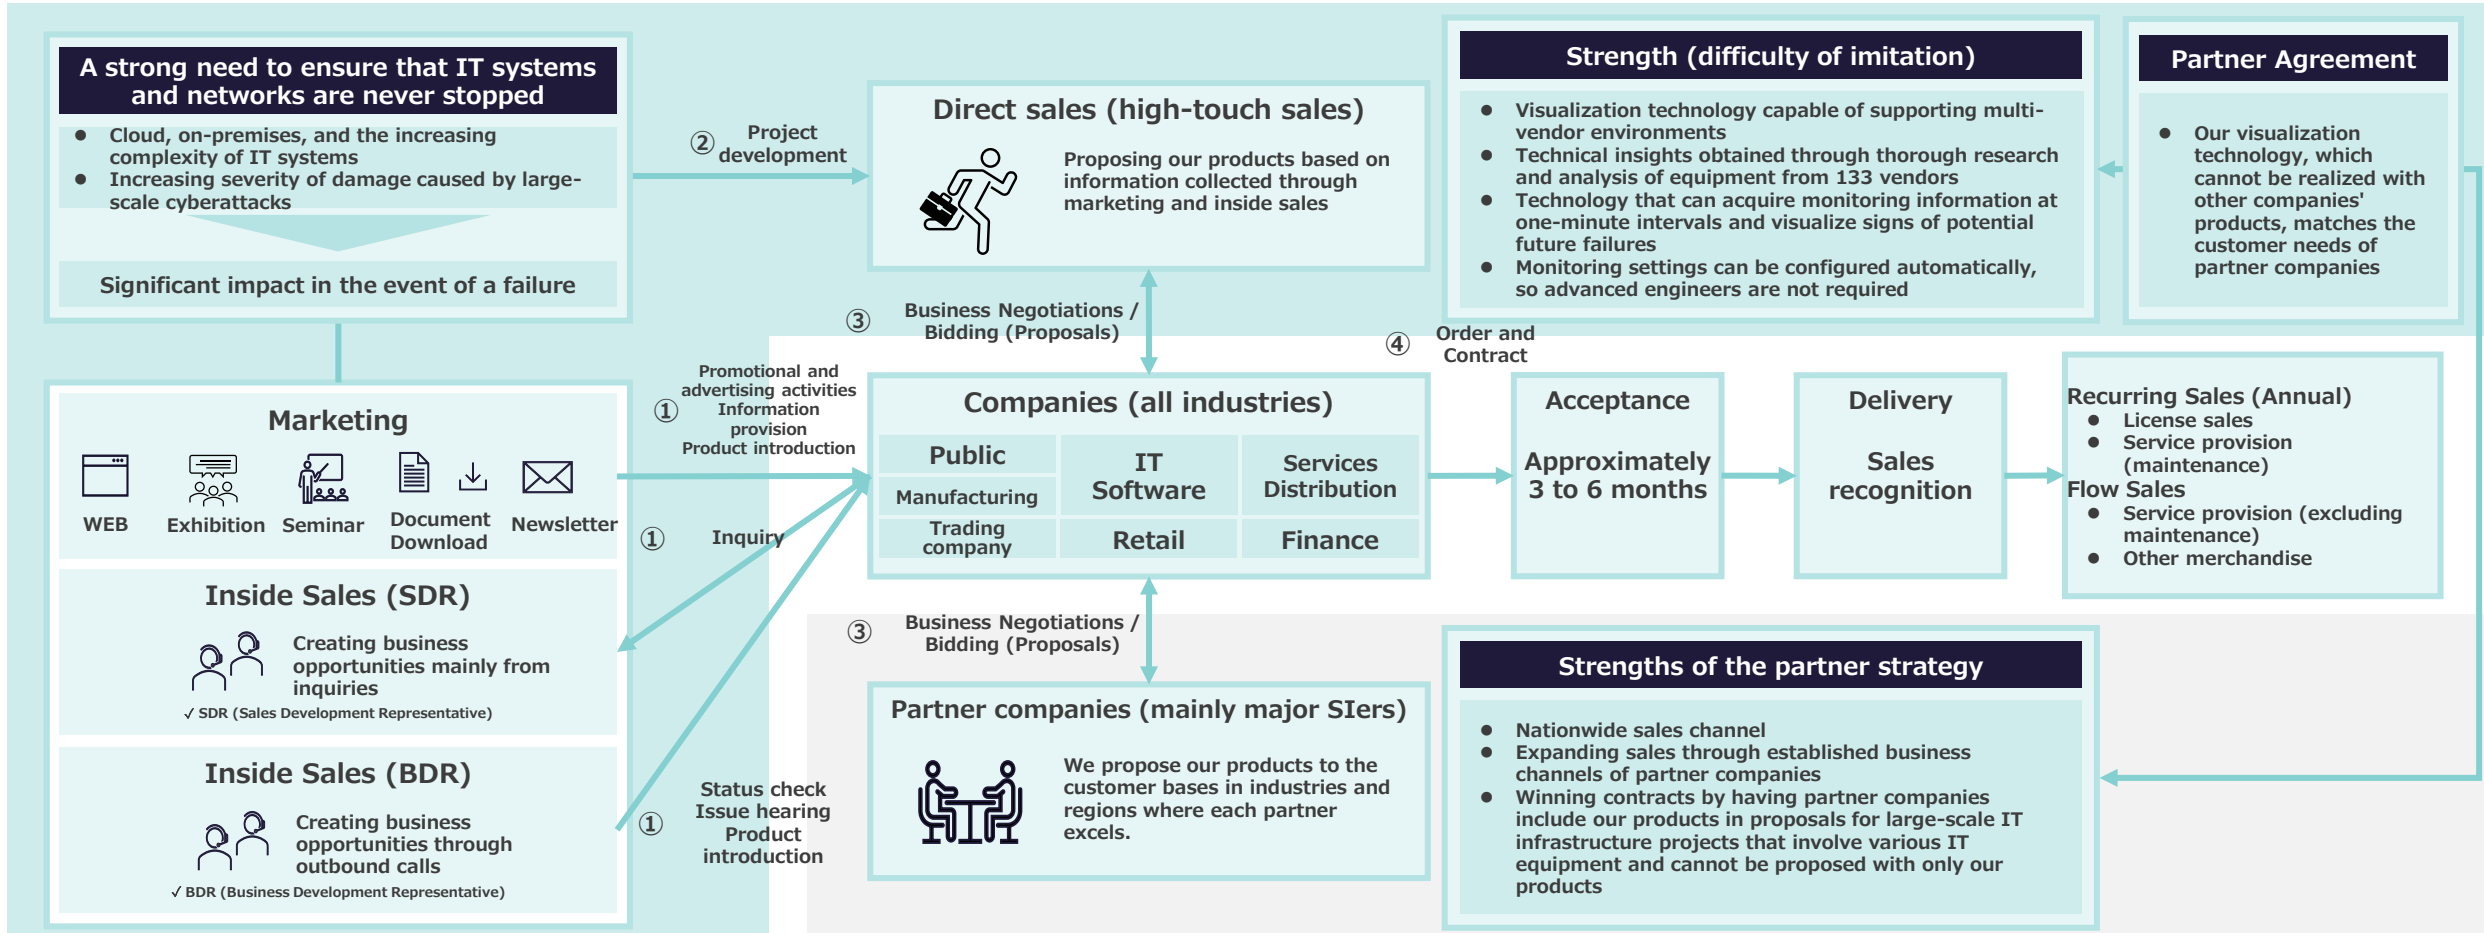 A strong need to ensure that IT systems
and networks are never stopped
● Cloud, on-premises, and the increasing
complexity of IT systems
● Increasing severity of damage caused by large-
scale cyberattacks
Significant impact in the event of a failure
② Project
development
Direct sales (high-touch sales)
Proposing our products based on
information collected through
marketing and inside sales
Strength (difficulty of imitation)
● Visualization technology capable of supporting multi-
vendor environments
● Technical insights obtained through thorough research
and analysis of equipment from 133 vendors
● Technology that can acquire monitoring information at
one-minute intervals and visualize signs of potential
future failures
● Monitoring settings can be configured automatically,
so advanced engineers are not required
Partner Agreement
● Our visualization
technology, which
cannot be realized with
other companies'
products, matches the
customer needs of
partner companies
③ Business Negotiations /
Bidding (Proposals)
④ Order and
Contract
Marketing
WEB
Exhibition
Seminar
Document
Download
Newsletter
① Promotional and
advertising activities
Information
provision
Product introduction
① Inquiry
Companies (all industries)
Public
Manufacturing
Trading
company
IT
Software
Retail
Services
Distribution
Finance
Acceptance
Approximately
3 to 6 months
Delivery
Sales
recognition
Recurring Sales (Annual)
● License sales
● Service provision
(maintenance)
Flow Sales
● Service provision (excluding
maintenance)
● Other merchandise
Inside Sales (SDR)
Creating business
opportunities mainly from
inquiries
✓ SDR (Sales Development Representative)
Inside Sales (BDR)
Creating business
opportunities through
outbound calls
✓ BDR (Business Development Representative)
① Status check
Issue hearing
Product
introduction
③ Business Negotiations /
Bidding (Proposals)
Partner companies (mainly major SIers)
We propose our products to the
customer bases in industries and
regions where each partner
excels.
Strengths of the partner strategy
● Nationwide sales channel
● Expanding sales through established business
channels of partner companies
● Winning contracts by having partner companies
include our products in proposals for large-scale IT
infrastructure projects that involve various IT
equipment and cannot be proposed with only our
products